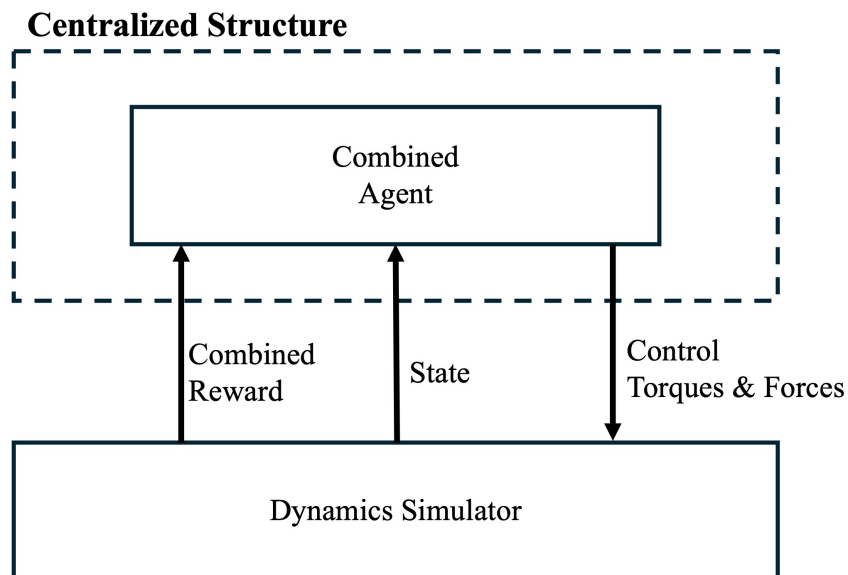 Centralized Structure
Combined
Agent
Combined
Reward
State
Control
Torques & Forces
Dynamics Simulator